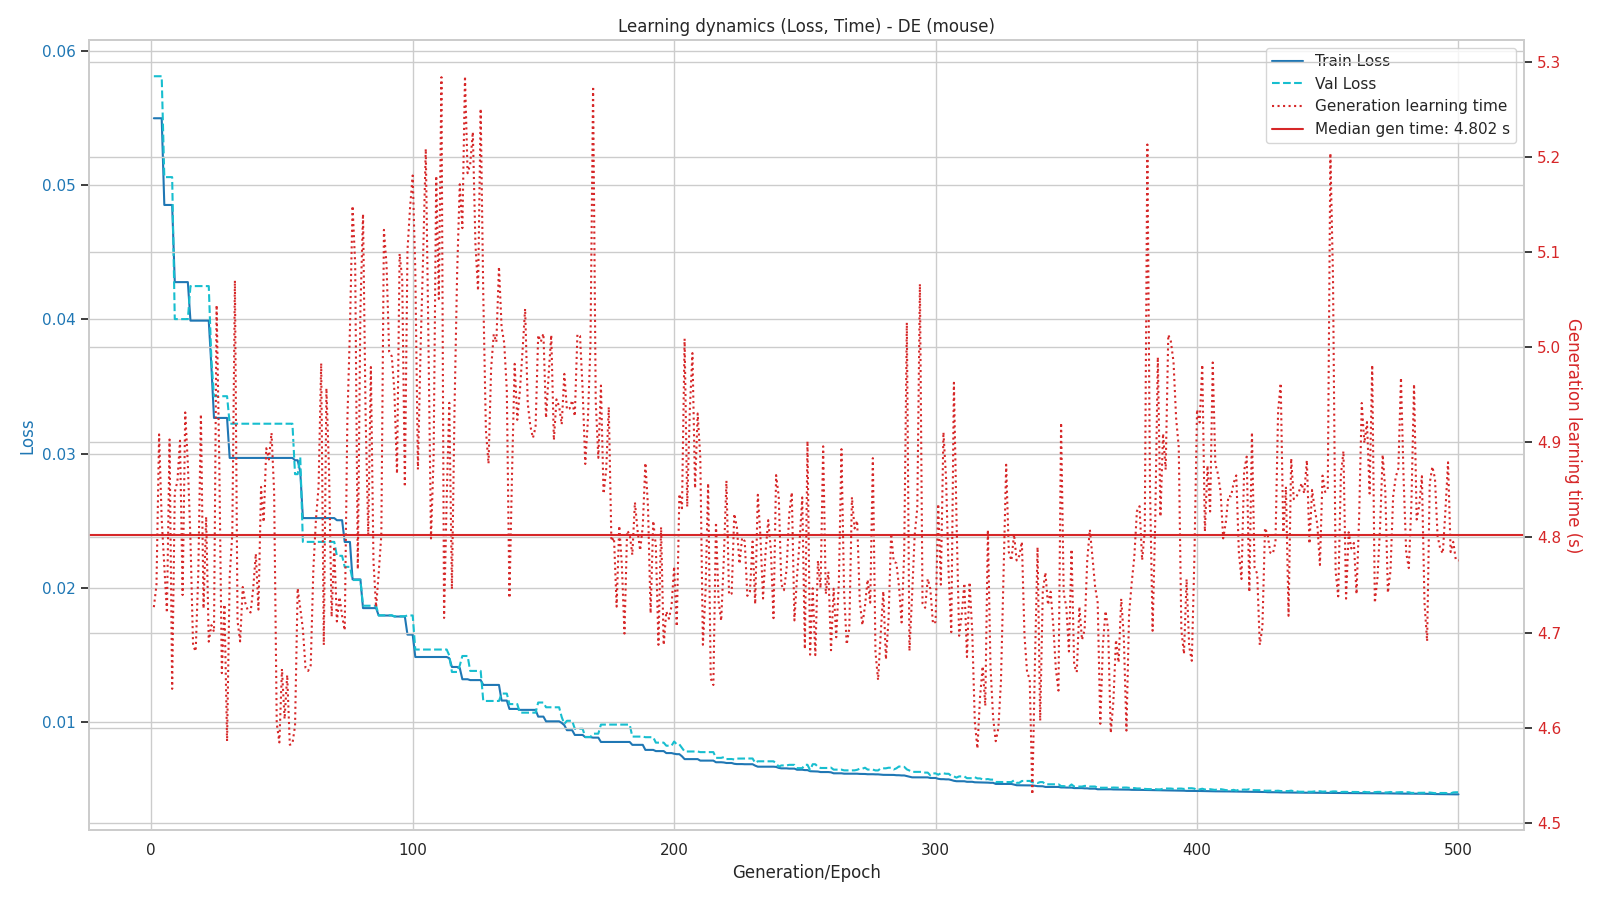 Learning dynamics (Loss, Time) - DE (mouse)
Train Loss
Val Loss
Generation learning time
Median gen time: 4.802 s
Loss
0.06
0.05
0.04
0.03
0.02
0.01
5.3
5.2
5.1
5.0
4.9
4.8
4.7
4.6
4.5
Generation learning time (s)
0 100 200 300 400 500
Generation/Epoch